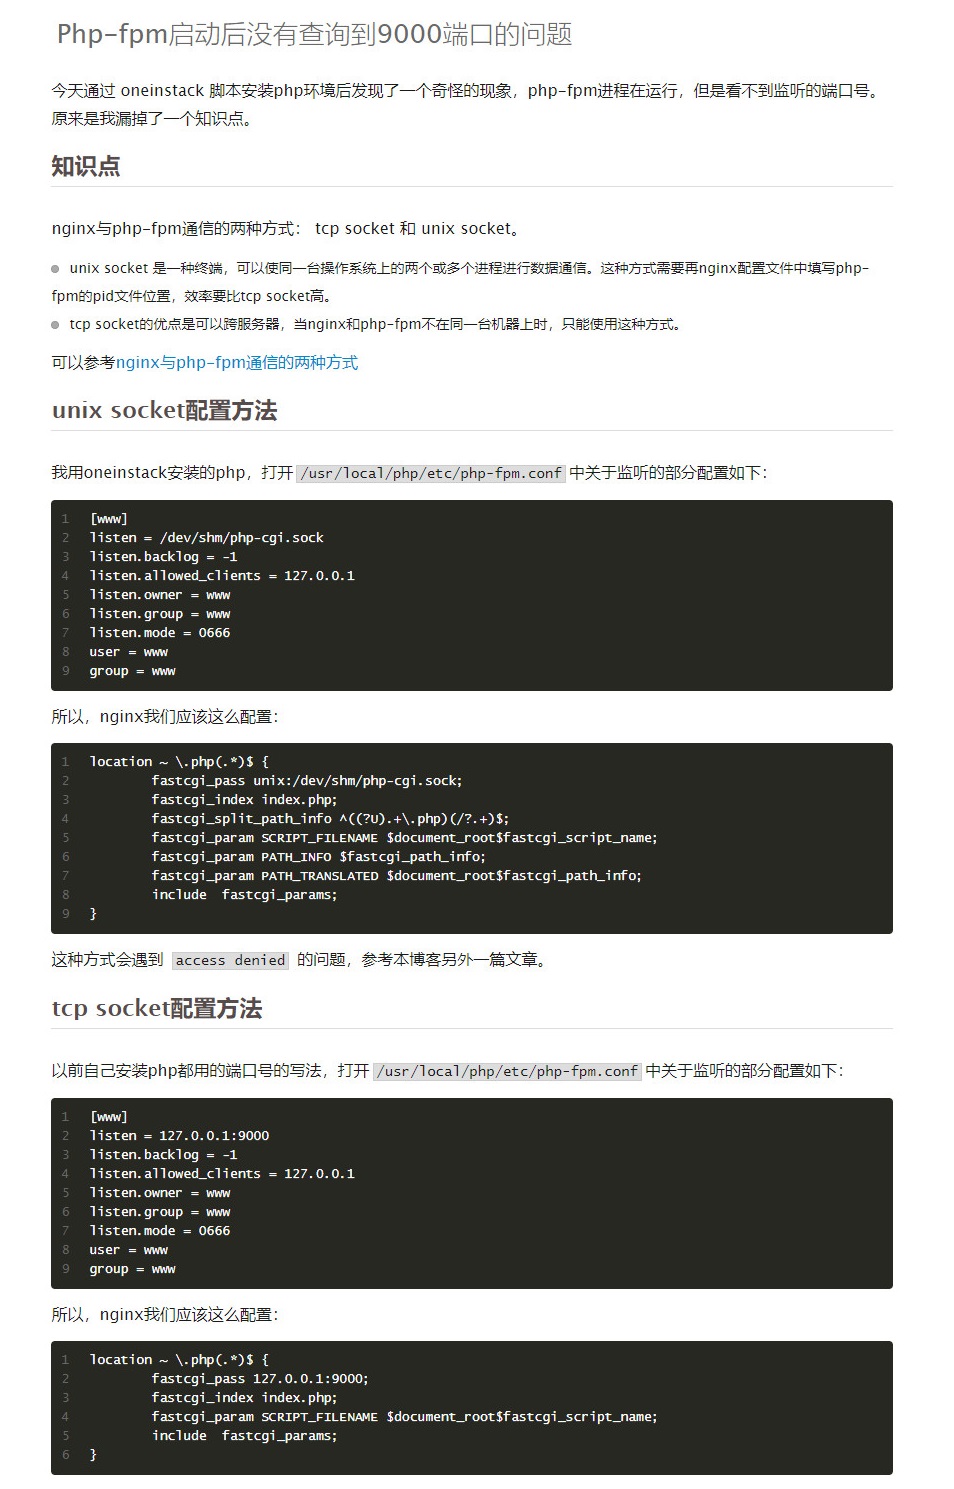 Php-fpm启动后没有查询到9000端口的问题
今天通过 oneinstack 脚本安装php环境后发现了一个奇怪的现象，php-fpm进程在运行，但是看不到监听的端口号。
原来是我漏掉了一个知识点。
知识点
nginx与php-fpm通信的两种方式： tcp socket 和 unix socket。
unix socket 是一种终端，可以使同一台操作系统上的两个或多个进程进行数据通信。这种方式需要再nginx配置文件中填写php-
fpm的pid文件位置，效率要比tcp socket高。
tcp socket的优点是可以跨服务器，当nginx和php-fpm不在同一台机器上时，只能使用这种方式。
可以参考nginx与php-fpm通信的两种方式
unix socket配置方法
我用oneinstack安装的php，打开 /usr/local/php/etc/php-fpm.conf 中关于监听的部分配置如下：
1 [www]
2 listen = /dev/shm/php-cgi.sock
3 listen.backlog = -1
4 listen.allowed_clients = 127.0.0.1
5 listen.owner = www
6 listen.group = www
7 listen.mode = 0666
8 user = www
9 group = www
所以，nginx我们应该这么配置：
1 location ~ \.php(.*)$ {
2 fastcgi_pass unix:/dev/shm/php-cgi.sock;
3 fastcgi_index index.php;
4 fastcgi_split_path_info ^((?U).+\.php)(/?.+)$;
5 fastcgi_param SCRIPT_FILENAME $document_root$fastcgi_script_name;
6 fastcgi_param PATH_INFO $fastcgi_path_info;
7 fastcgi_param PATH_TRANSLATED $document_root$fastcgi_path_info;
8 include  fastcgi_params;
9 }
这种方式会遇到 access denied 的问题，参考本博客另外一篇文章。
tcp socket配置方法
以前自己安装php都用的端口号的写法，打开 /usr/local/php/etc/php-fpm.conf 中关于监听的部分配置如下：
1 [www]
2 listen = 127.0.0.1:9000
3 listen.backlog = -1
4 listen.allowed_clients = 127.0.0.1
5 listen.owner = www
6 listen.group = www
7 listen.mode = 0666
8 user = www
9 group = www
所以，nginx我们应该这么配置：
1 location ~ \.php(.*)$ {
2 fastcgi_pass 127.0.0.1:9000;
3 fastcgi_index index.php;
4 fastcgi_param SCRIPT_FILENAME $document_root$fastcgi_script_name;
5 include  fastcgi_params;
6 }